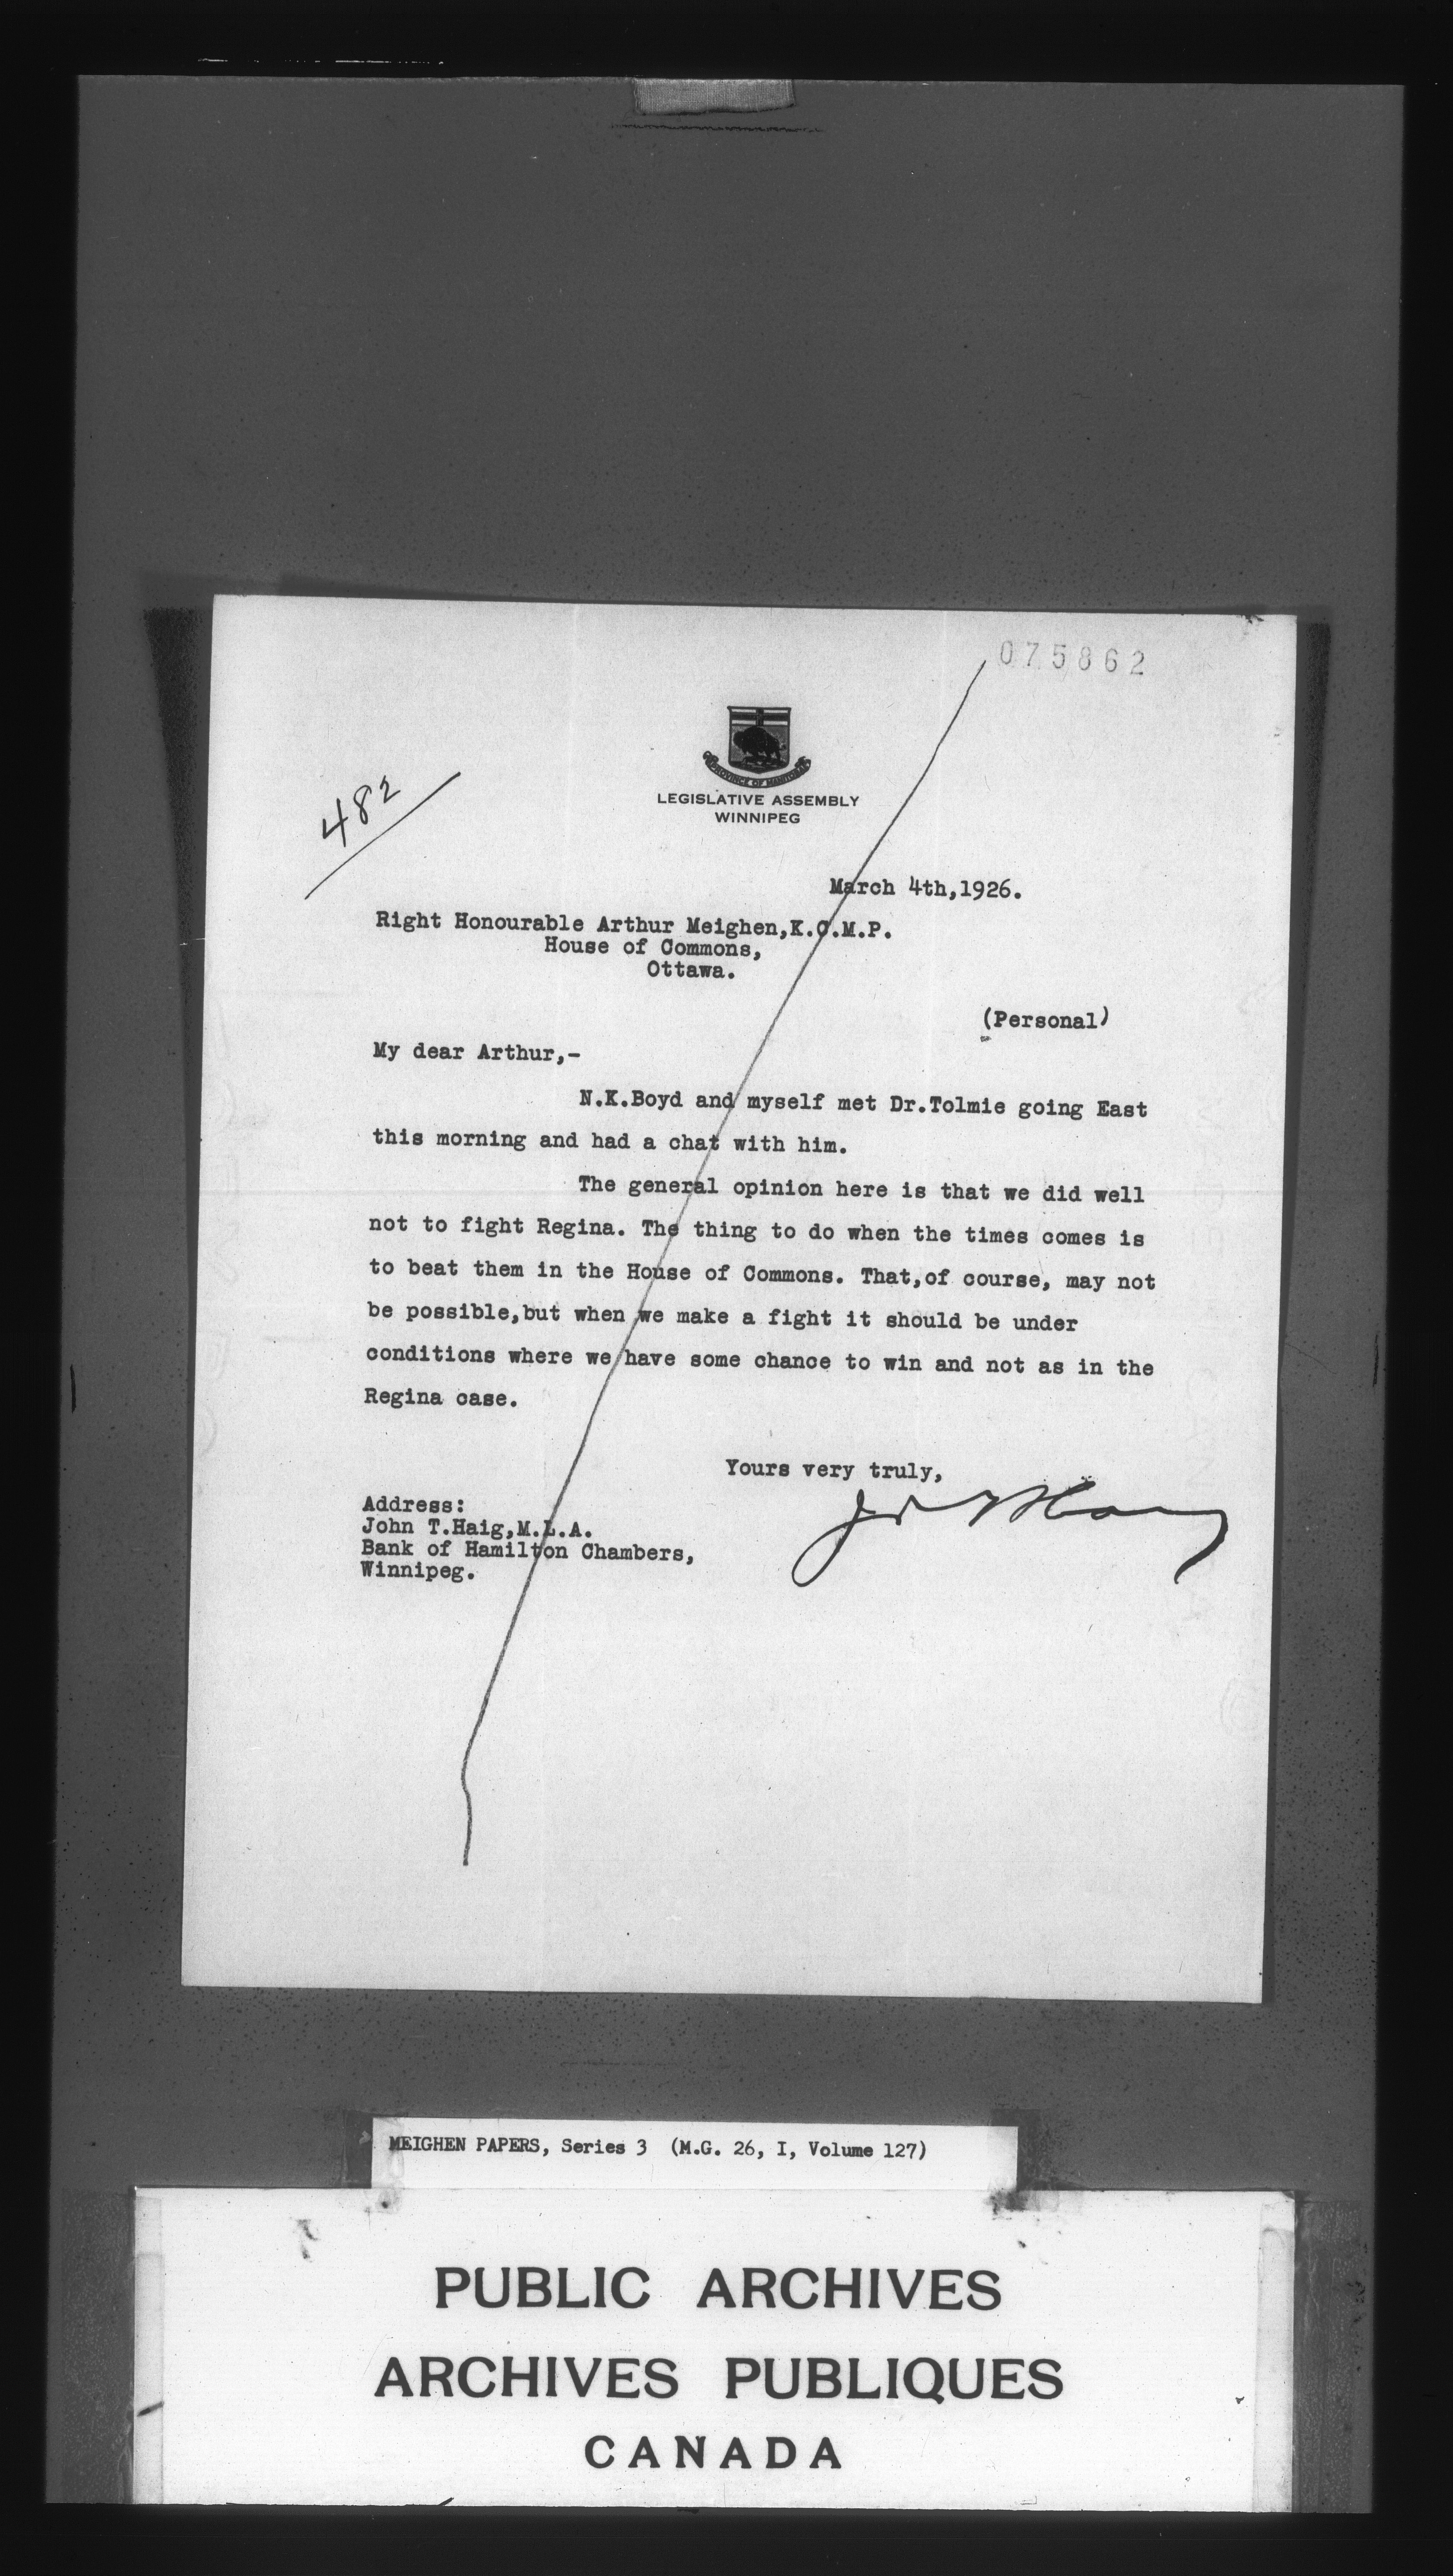 075862
482
PROVINCE OF MANITOBA
LEGISLATIVE ASSEMBLY
WINNIPEG
March 4th,1926.
Right Honourable Arthur Meighen,K.C.M.P.
House of Commons,
Ottawa.
(Personal)
My dear Arthur,-
N.K.Boyd and myself met Dr.Tolmie going East
this morning and had a chat with him.
The general opinion here is that we did well
not to fight Regina. The thing to do when the times comes is
to beat them in the House of Commons. That,of course, may not
be possible,but when we make a fight it should be under
conditions where we have some chance to win and not as in the
Regina case.
Yours very truly,
Address:
John T.Haig,M.L.A.
Bank of Hamilton Chambers,
Winnipeg.
MEIGHEN PAPERS, Series 3 (M.G. 26, I, Volume 127)
PUBLIC ARCHIVES
ARCHIVES PUBLIQUES
CANADA